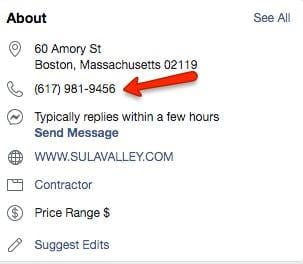 About See All
60 Amory St
Boston, Massachusetts 02119
(617) 981-9456
Typically replies within a few hours
Send Message
WWW.SULAVALLEY.COM
Contractor
Price Range $
Suggest Edits